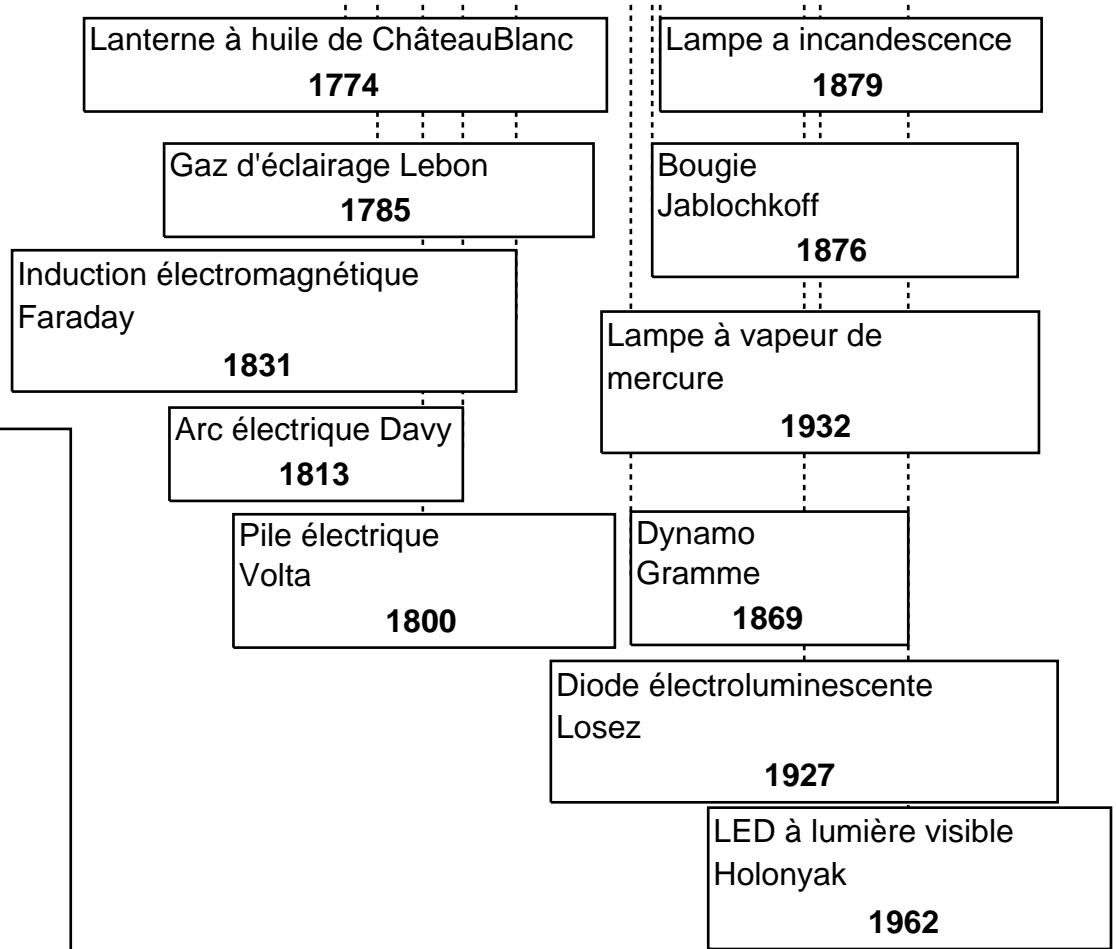 Lanterne à huile de ChâteauBlanc
1774
Gaz d'éclairage Lebon
1785
Induction électromagnétique
Faraday
1831
Arc électrique Davy
1813
Pile électrique
Volta
1800
Lampe a incandescence
1879
Bougie
Jablochkoff
1876
Lampe à vapeur de
mercure
1932
Dynamo
Gramme
1869
Diode électroluminescente
Losez
1927
LED à lumière visible
Holonyak
1962